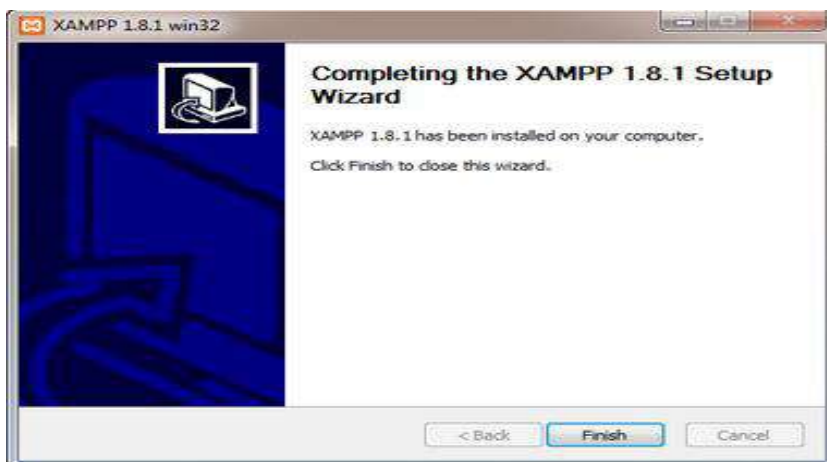 XAMPP 1.8.1 win32
Completing the XAMPP 1.8.1 Setup
Wizard
XAMPP 1.8.1 has been installed on your computer.
Click Finish to close this wizard.
< Back Finish Cancel